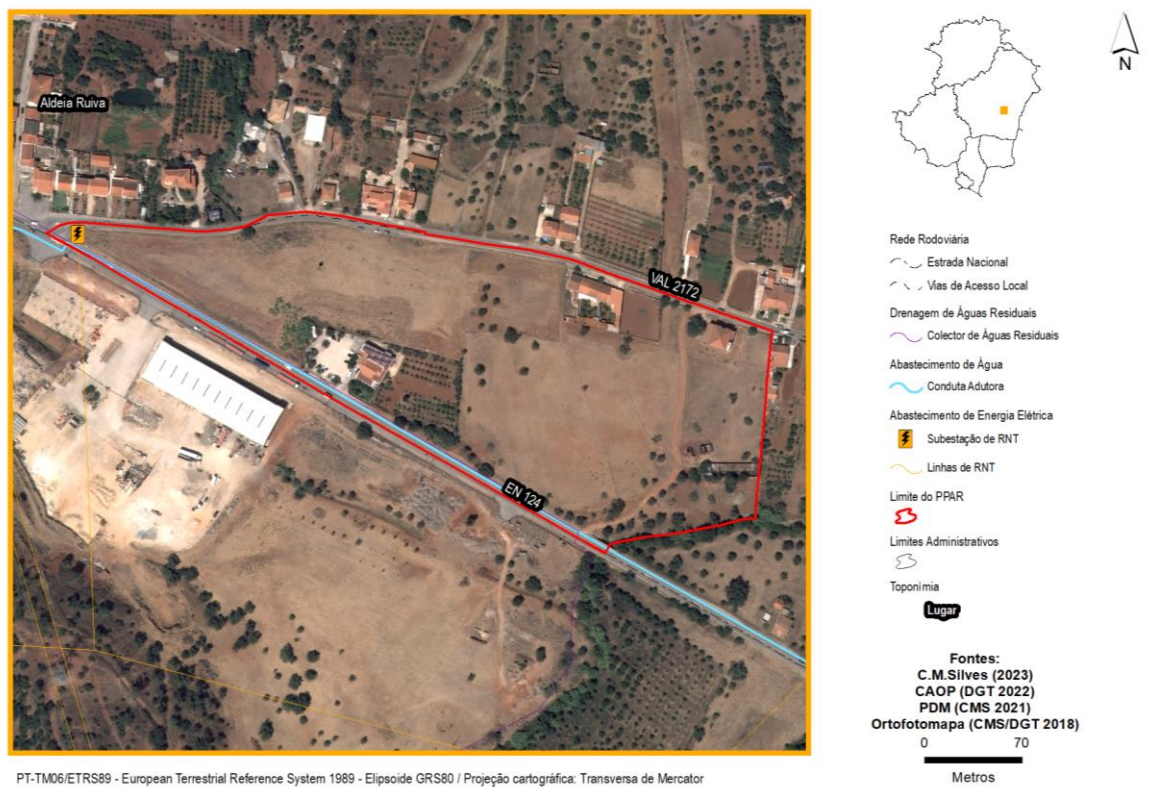 Aldeia Ruiva
VAL 2172
EN 124
N
Rede Rodoviária
Estrada Nacional
Vias de Acesso Local
Drenagem de Águas Residuais
Colector de Águas Residuais
Abastecimento de Água
Conduta Adutora
Abastecimento de Energia Elétrica
Subestação de RNT
Linhas de RNT
Limite do PPAR
Limites Administrativos
Toponímia
Lugar
Fontes:
C.M.Silves (2023)
CAOP (DGT 2022)
PDM (CMS 2021)
Ortofotomapa (CMS/DGT 2018)
0 70
Metros
PT-TM06/ETRS89 - European Terrestrial Reference System 1989 - Elipsoide GRS80 / Projeção cartográfica: Transversa de Mercator